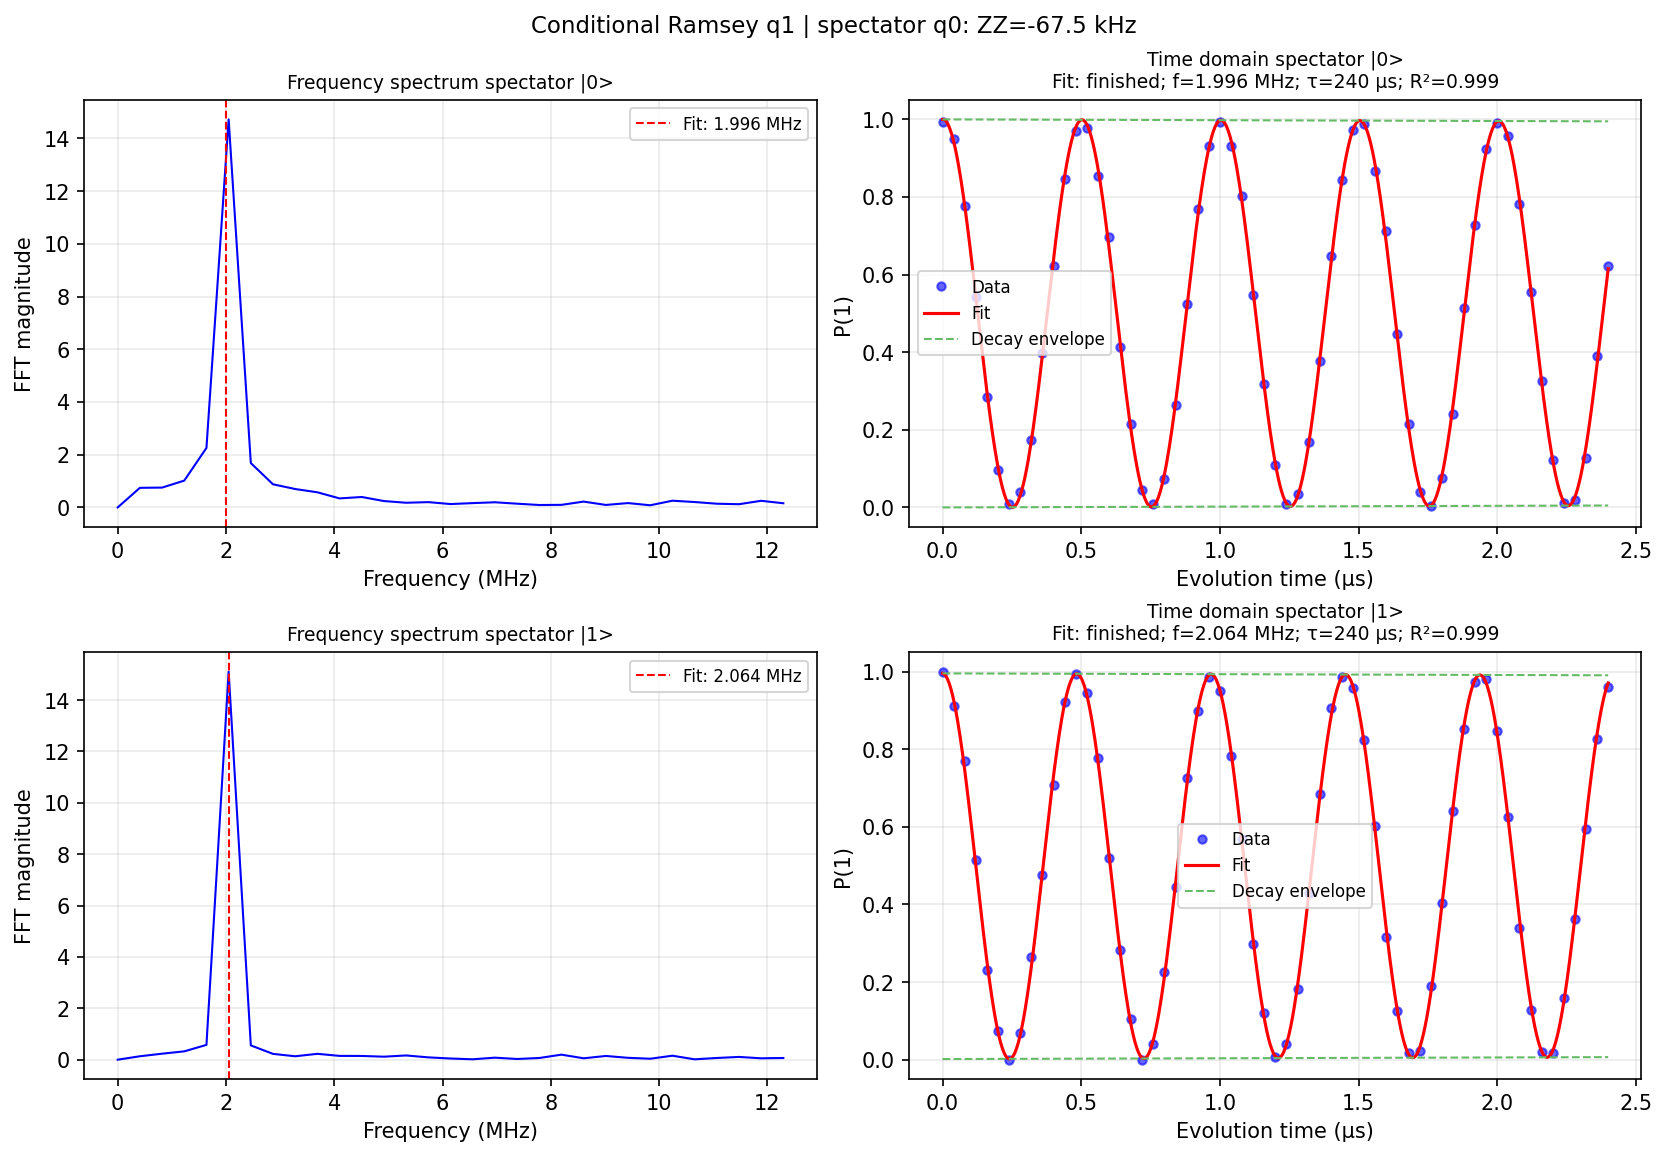 Conditional Ramsey q1 | spectator q0: ZZ=-67.5 kHz
Frequency spectrum spectator |0>
Fit: 1.996 MHz
FFT magnitude
14
12
10
8
6
4
2
0
0 2 4 6 8 10 12
Frequency (MHz)
Time domain spectator |0>
Fit: finished; f=1.996 MHz; τ=240 μs; R²=0.999
P(1)
1.0
0.8
0.6
0.4
0.2
0.0
Data
Fit
Decay envelope
0.0 0.5 1.0 1.5 2.0 2.5
Evolution time (μs)
Frequency spectrum spectator |1>
Fit: 2.064 MHz
FFT magnitude
14
12
10
8
6
4
2
0
0 2 4 6 8 10 12
Frequency (MHz)
Time domain spectator |1>
Fit: finished; f=2.064 MHz; τ=240 μs; R²=0.999
P(1)
1.0
0.8
0.6
0.4
0.2
0.0
Data
Fit
Decay envelope
0.0 0.5 1.0 1.5 2.0 2.5
Evolution time (μs)